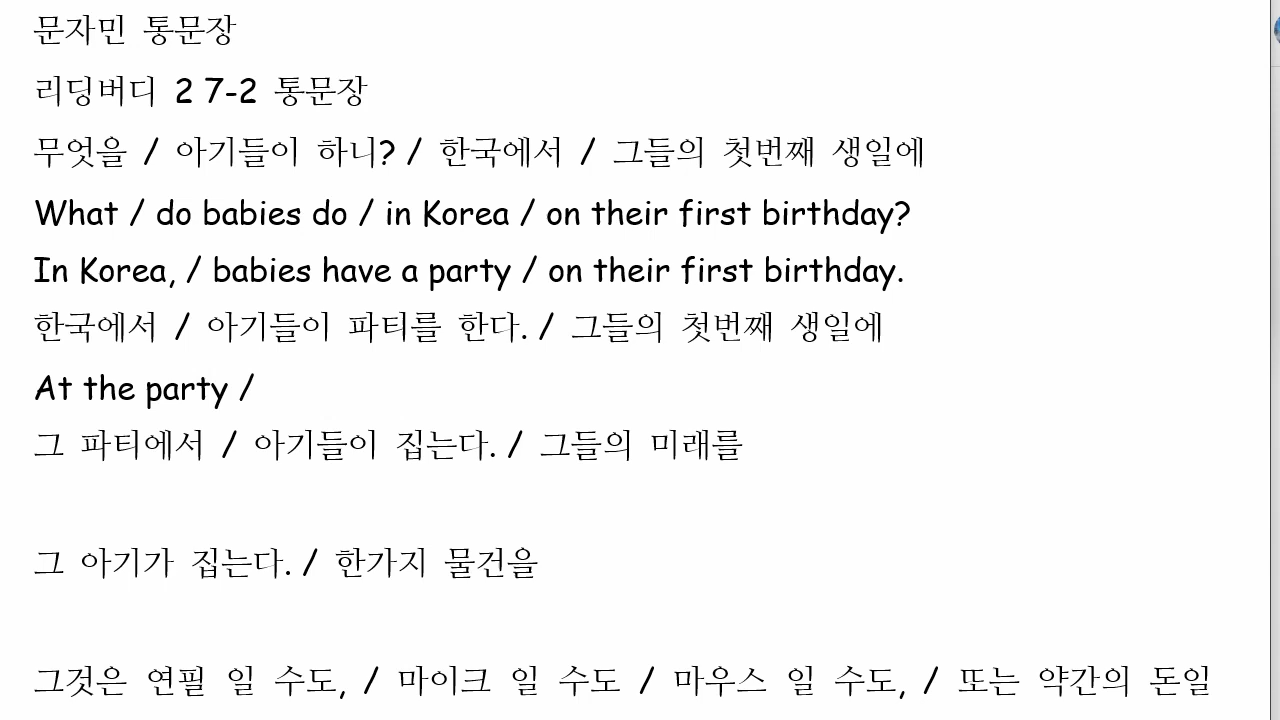 문자민 통문장
리딩버디 2 7-2 통문장
무엇을 / 아기들이 하니? / 한국에서 / 그들의 첫번째 생일에
What / do babies do / in Korea / on their first birthday?
In Korea, / babies have a party / on their first birthday.
한국에서 / 아기들이 파티를 한다. / 그들의 첫번째 생일에
At the party /
그 파티에서 / 아기들이 집는다. / 그들의 미래를
그 아기가 집는다. / 한가지 물건을
그것은 연필 일 수도, / 마이크 일 수도 / 마우스 일 수도, / 또는 약간의 돈일